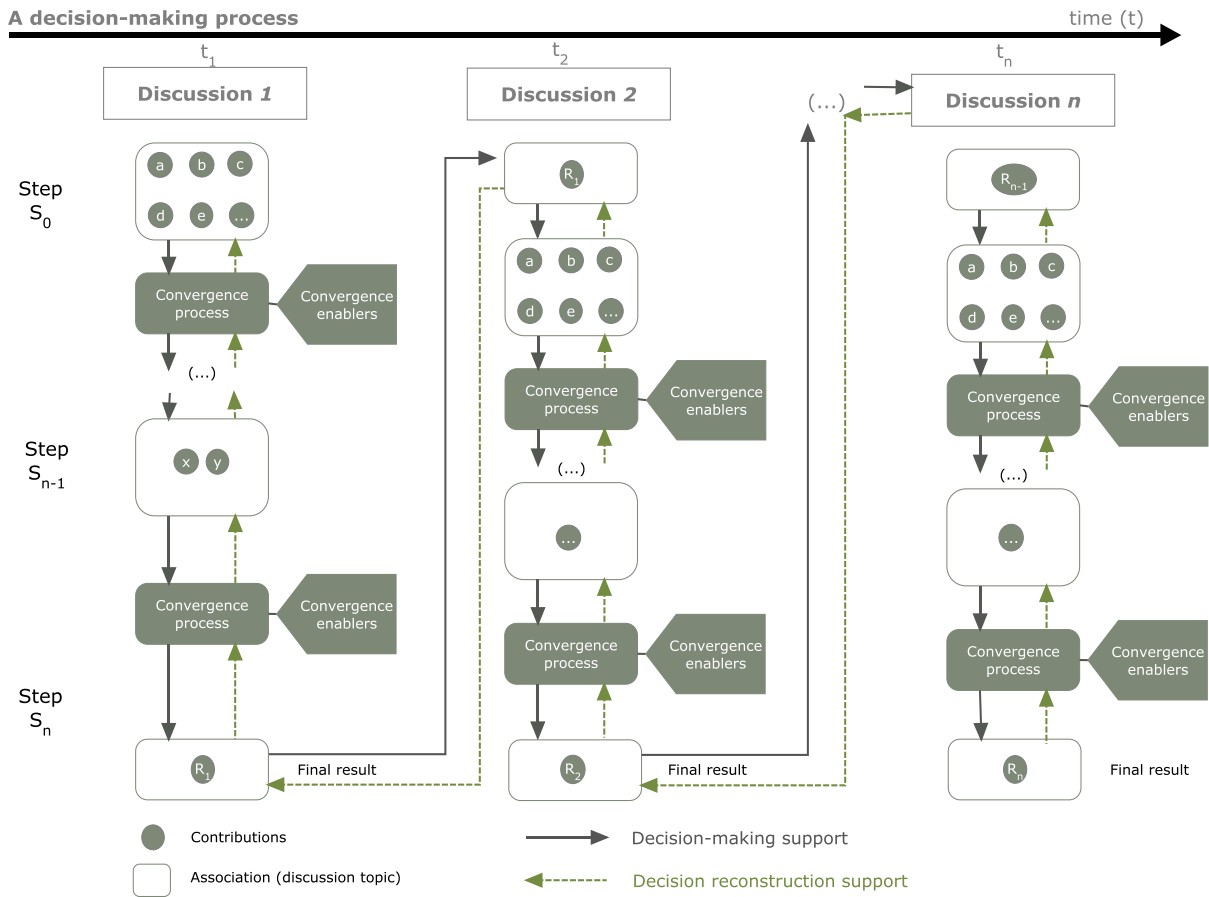 A decision-making process
time (t)
t1
t2
tn
Discussion 1
Discussion 2
(...)
Discussion n
Step
S0
a b c
d e ...
Convergence
process
Convergence
enablers
(...)
Step
Sn-1
x y
Convergence
process
Convergence
enablers
Step
Sn
R1
Final result
R1
a b c
d e ...
Convergence
process
Convergence
enablers
(...)
...
Convergence
process
Convergence
enablers
R2
Final result
Rn-1
a b c
d e ...
Convergence
process
Convergence
enablers
(...)
...
Convergence
process
Convergence
enablers
Rn
Final result
Contributions
Association (discussion topic)
Decision-making support
Decision reconstruction support